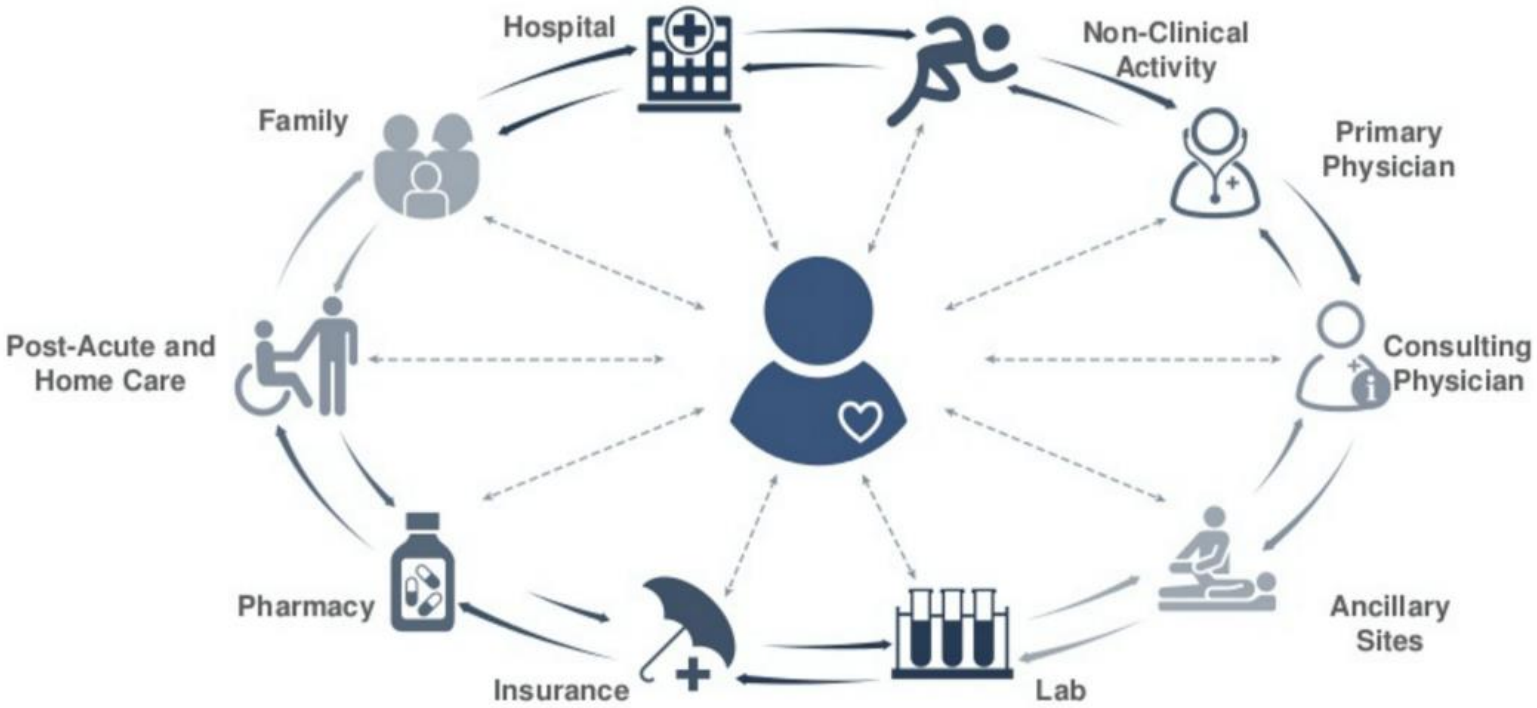 Hospital
Non-Clinical
Activity
Family
Primary
Physician
Post-Acute and
Home Care
Consulting
Physician
i
Pharmacy
Ancillary
Sites
Insurance
Lab